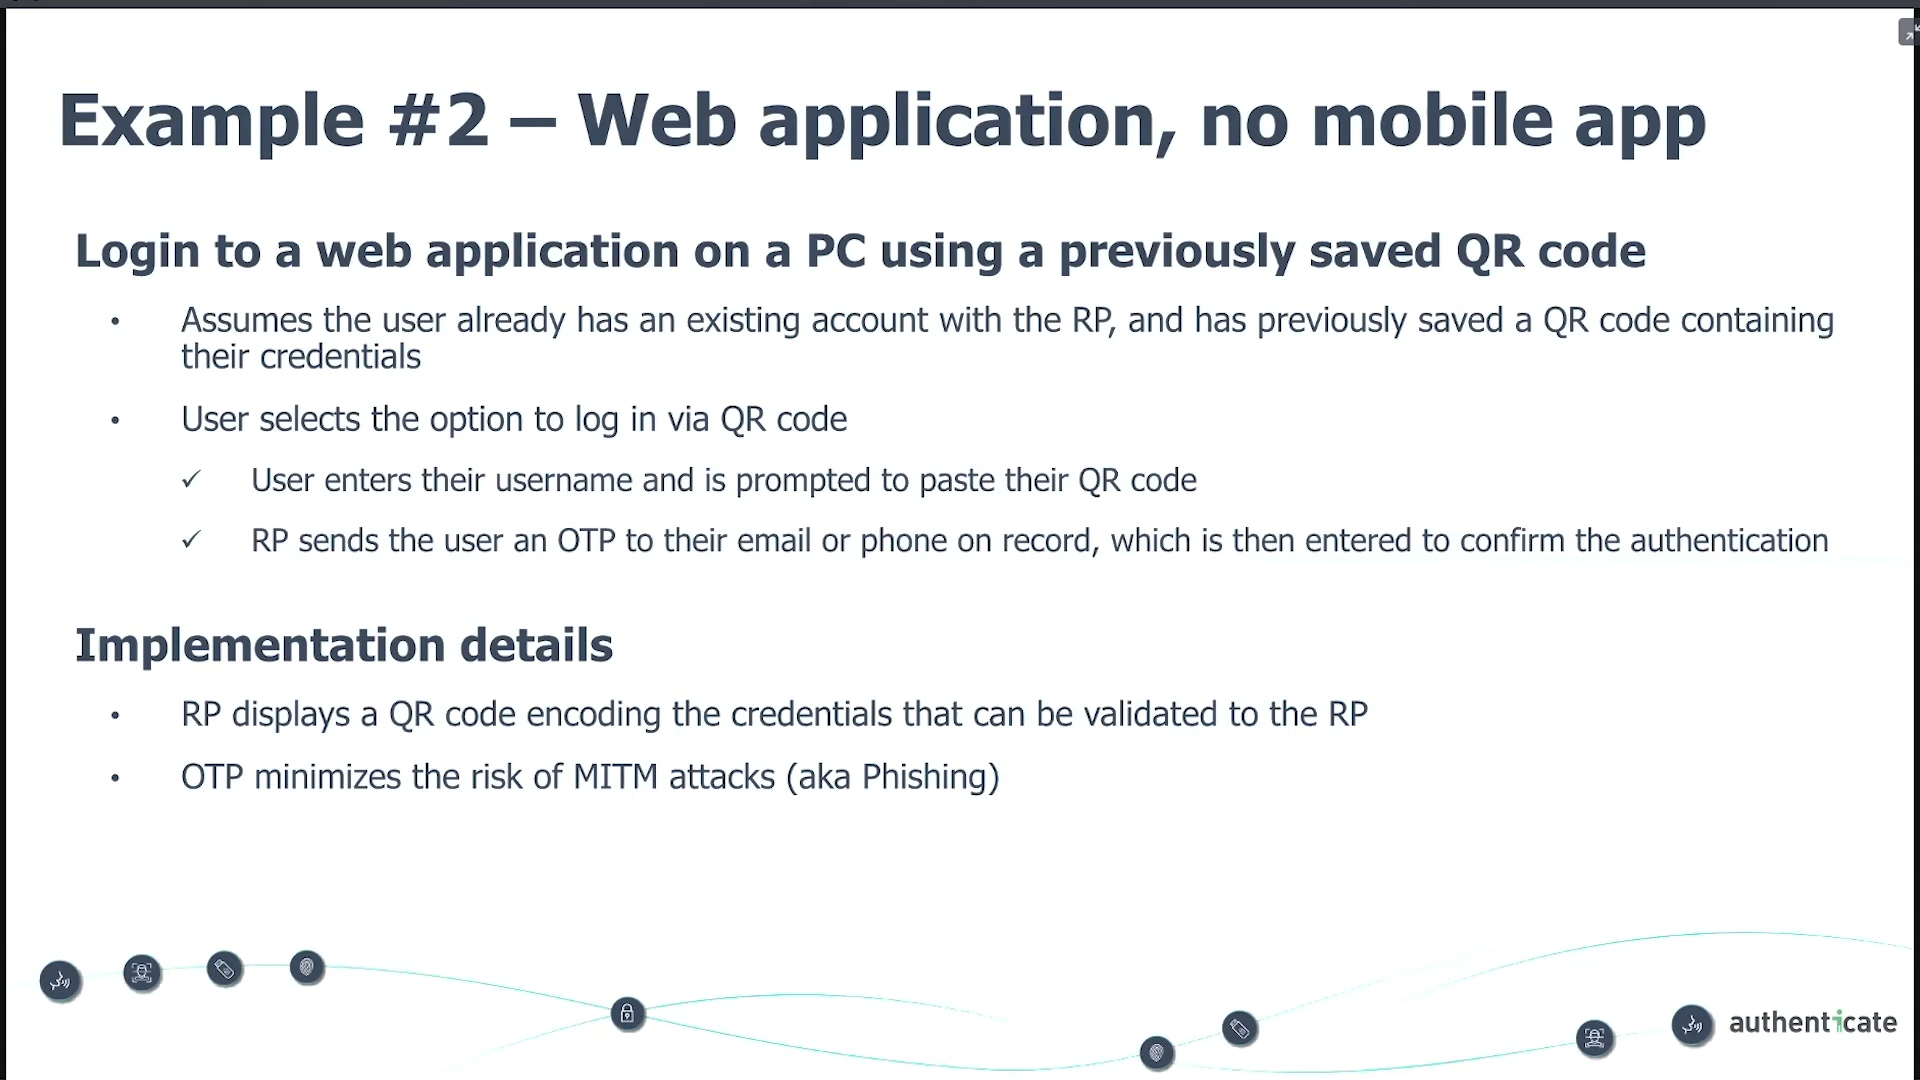 Example #2 – Web application, no mobile app
Login to a web application on a PC using a previously saved QR code
• Assumes the user already has an existing account with the RP, and has previously saved a QR code containing
their credentials
• User selects the option to log in via QR code
✓ User enters their username and is prompted to paste their QR code
✓ RP sends the user an OTP to their email or phone on record, which is then entered to confirm the authentication
Implementation details
• RP displays a QR code encoding the credentials that can be validated to the RP
• OTP minimizes the risk of MITM attacks (aka Phishing)
authenticate